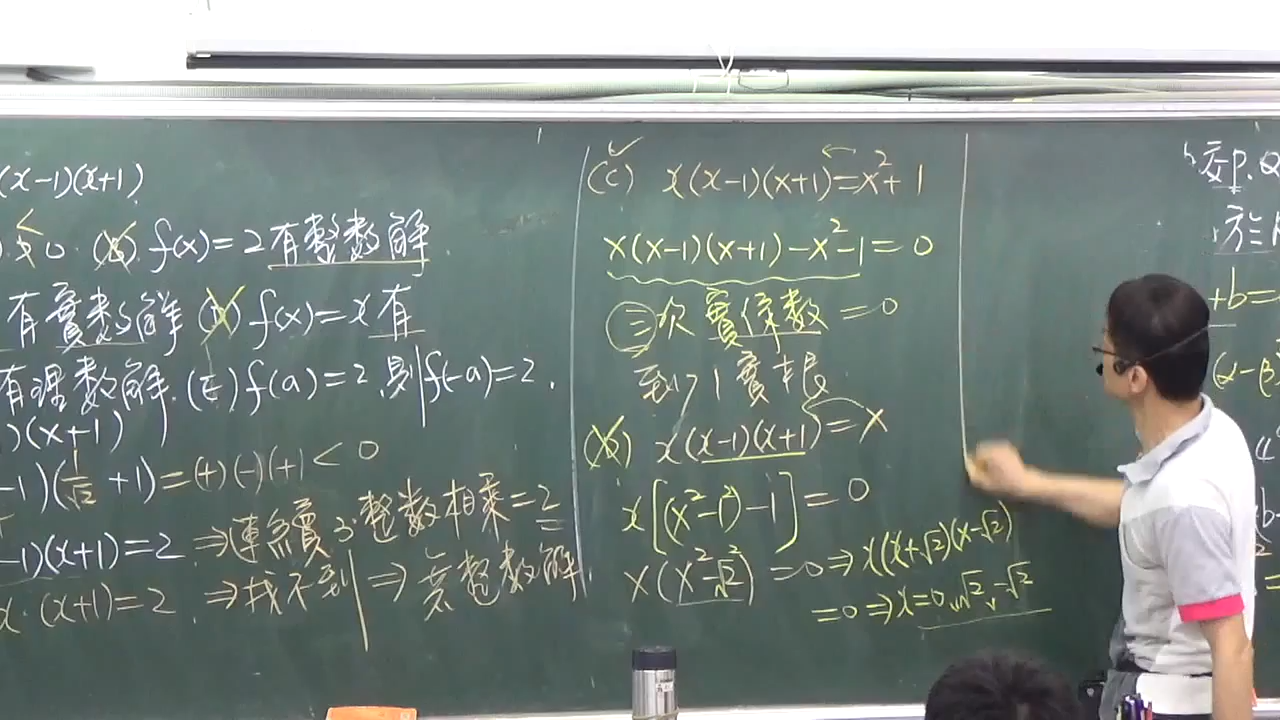 (x-1)(x+1)
0. (B) f(x)=2有整數解
有實數解 (D) f(x)=x有
有理數解. (E) f(a)=2,則f(-a)=2.
)(x+1)
-1)(1/√2+1)=(+)(-)(+)<0
-1)(x+1)=2 ⇒連續3整數相乘=2
x·(x+1)=2 ⇒找不到 ⇒ 無整數解
(C) x(x-1)(x+1)=x²+1
x(x-1)(x+1)-x²-1=0
三次實係數=0
到少1實根
(D) x(x-1)(x+1)=x
x[(x²-1²)-1]=0
x(x²-√2²)=0⇒x(x+√2)(x-√2)
=0⇒x=0,√2,-√2
P.Q
於
+b=
(α-β